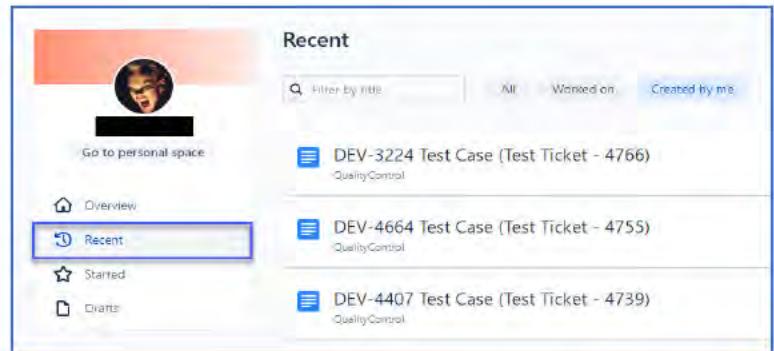 Recent
Filter by title
All
Worked on
Created by me
Go to personal space
Overview
Recent
Starred
Drafts
DEV-3224 Test Case (Test Ticket - 4766)
QualityControl
DEV-4664 Test Case (Test Ticket - 4755)
QualityControl
DEV-4407 Test Case (Test Ticket - 4739)
QualityControl